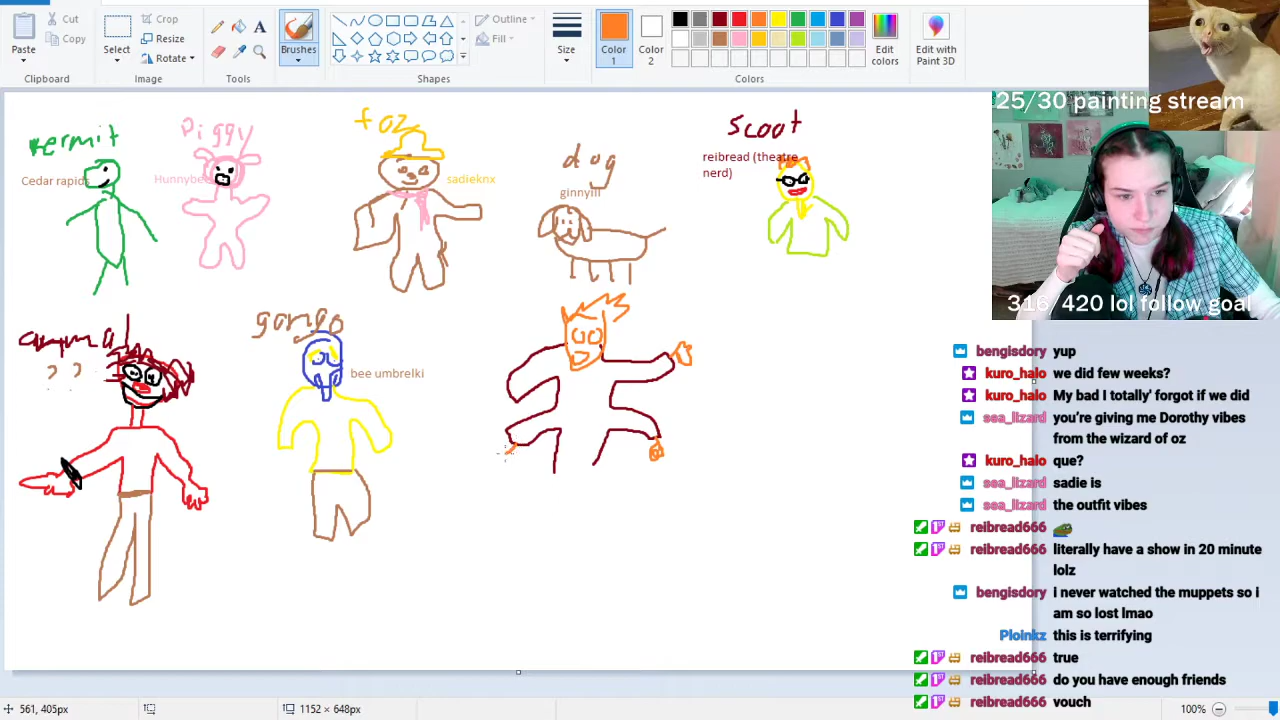 Paste
Cut
Copy
Clipboard
Select
Crop
Resize
Rotate
Image
Tools
Brushes
Shapes
Outline
Fill
Size
Color
1
Color
2
Colors
Edit
colors
Edit with
Paint 3D
25/30 painting stream
316/420 lol follow goal
kermit
Cedar rapids
piggy
Hunnybee
foz
sadieknx
dog
scoot
reibread (theatre
nerd)
animal
? ?
gonzo
bee umbrelki
bengisdory yup
kuro_halo we did few weeks?
kuro_halo My bad I totally' forgot if we did
sea_lizard you're giving me Dorothy vibes
from the wizard of oz
kuro_halo que?
sea_lizard sadie is
sea_lizard the outfit vibes
reibread666
reibread666 literally have a show in 20 minute
lolz
bengisdory i never watched the muppets so i
am so lost lmao
Ploinkz this is terrifying
reibread666 true
reibread666 do you have enough friends
reibread666 vouch
561, 405px
1152 × 648px
100%